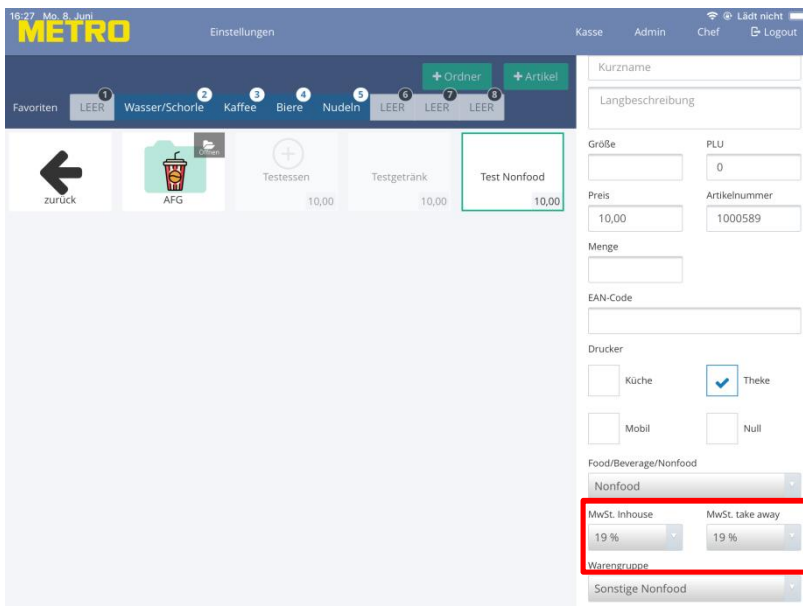 16:27 Mo. 8. Juni
Lädt nicht
METRO
Einstellungen
Kasse Admin Chef Logout
Ordner Artikel
1 2 3 4 5 6 7 8
Favoriten LEER Wasser/Schorle Kaffee Biere Nudeln LEER LEER LEER
zurück
Öffnen
AFG
Testessen
10,00
Testgetränk
10,00
Test Nonfood
10,00
Kurzname
Langbeschreibung
Größe PLU
0
Preis Artikelnummer
10,00 1000589
Menge
EAN-Code
Drucker
Küche Theke
Mobil Null
Food/Beverage/Nonfood
Nonfood
MwSt. Inhouse MwSt. take away
19 % 19 %
Warengruppe
Sonstige Nonfood